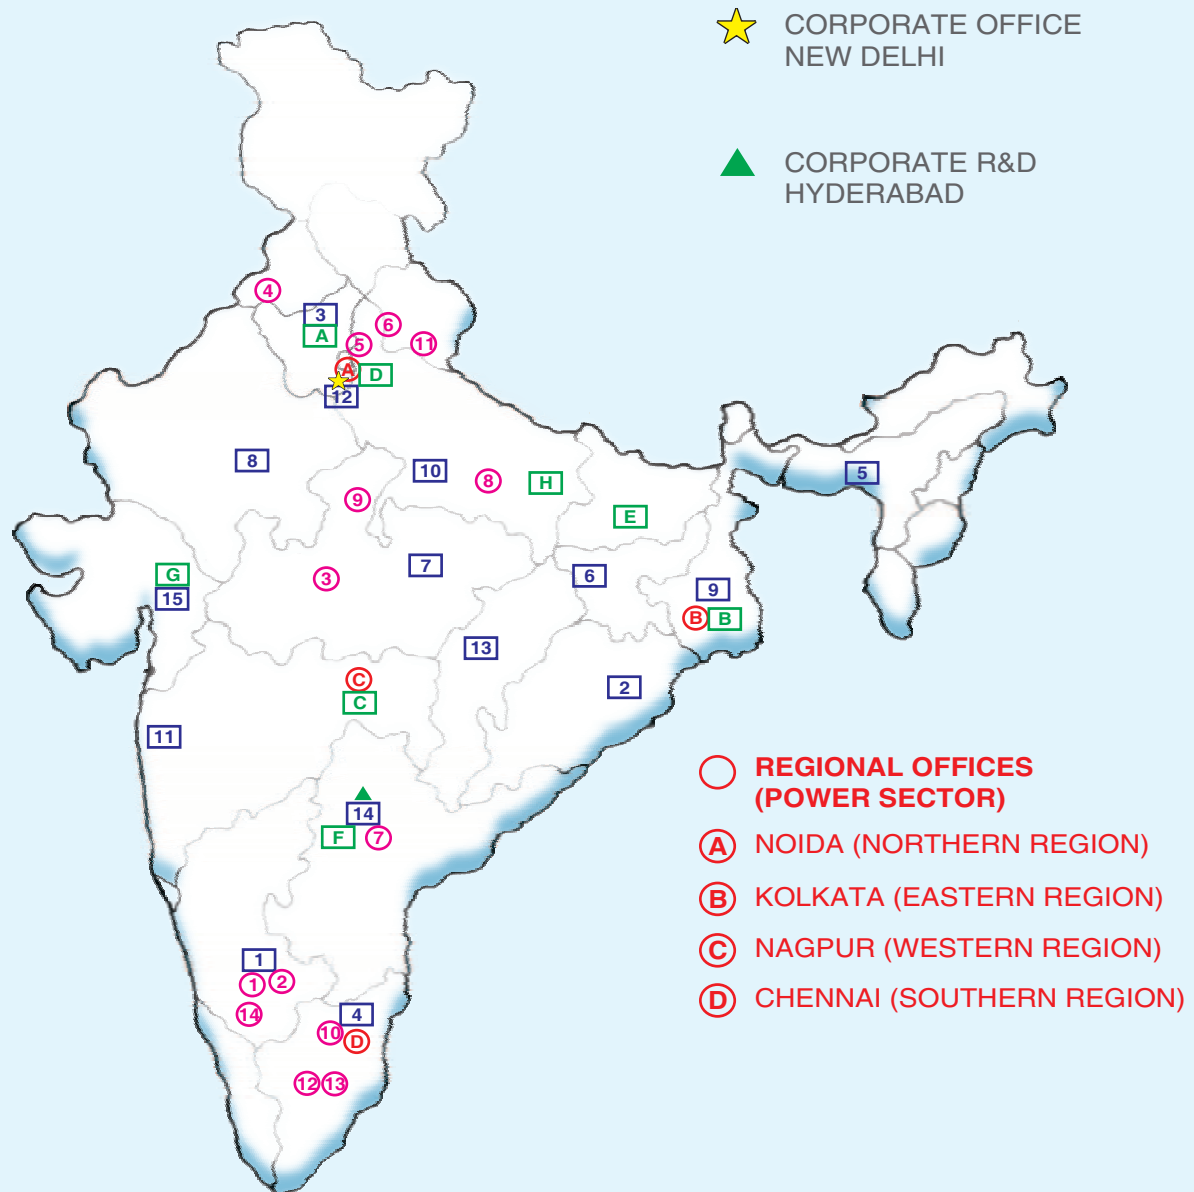 CORPORATE OFFICE
NEW DELHI
CORPORATE R&D
HYDERABAD
4
3
A
6
5
11
A
D
12
8
10
8
H
9
E
5
G
15
3
7
6
9
B
B
13
C
C
2
11
14
F
7
REGIONAL OFFICES
(POWER SECTOR)
A NOIDA (NORTHERN REGION)
B KOLKATA (EASTERN REGION)
C NAGPUR (WESTERN REGION)
D CHENNAI (SOUTHERN REGION)
1
1
2
14
4
10
D
12
13